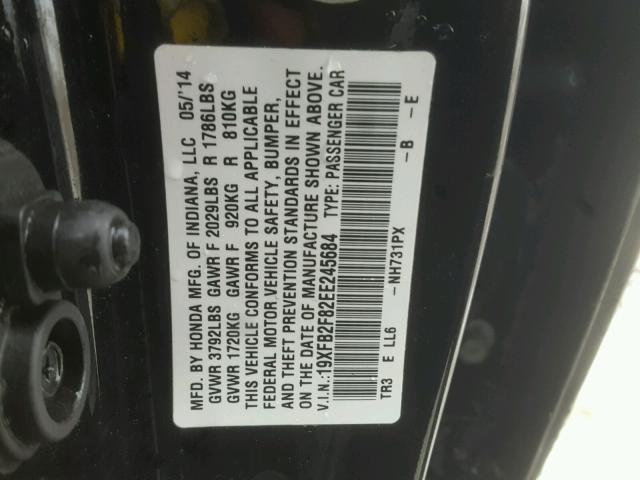 MFD. BY HONDA MFG. OF INDIANA, LLC 05/'14
GVWR 3792LBS GAWR F 2029LBS R 1786LBS
GVWR 1720KG GAWR F 920KG R 810KG
THIS VEHICLE CONFORMS TO ALL APPLICABLE
FEDERAL MOTOR VEHICLE SAFETY, BUMPER,
AND THEFT PREVENTION STANDARDS IN EFFECT
ON THE DATE OF MANUFACTURE SHOWN ABOVE.
V.I.N.:19XFB2F82EE245684 TYPE: PASSENGER CAR
TR3 E LL6 -NH731PX -B -E